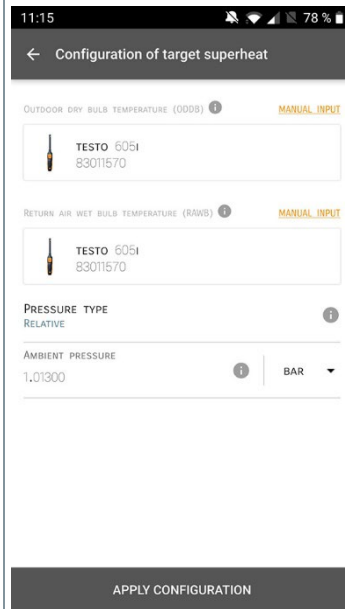 11:15 78 %
Configuration of target superheat
OUTDOOR DRY BULB TEMPERATURE (ODDB) MANUAL INPUT
TESTO 605I
83011570
RETURN AIR WET BULB TEMPERATURE (RAWB) MANUAL INPUT
TESTO 605I
83011570
PRESSURE TYPE
RELATIVE
AMBIENT PRESSURE
1.01300 BAR
APPLY CONFIGURATION